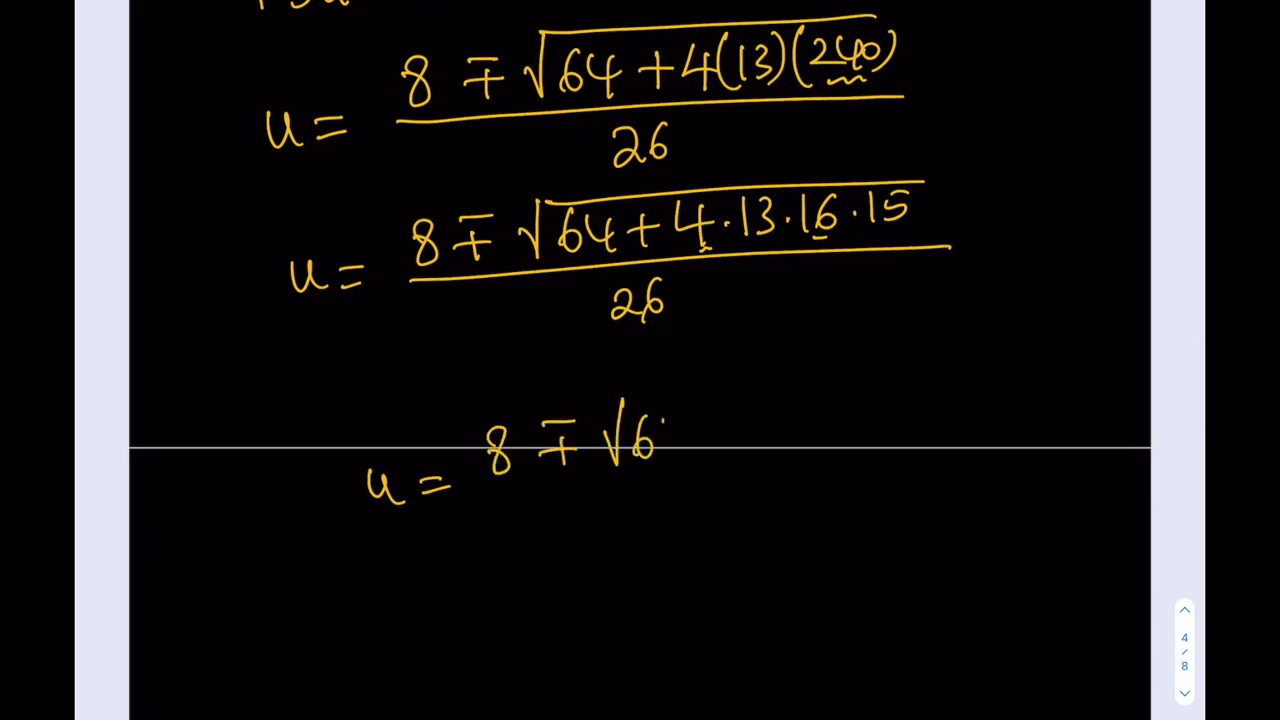 u = 8 ∓ √64 + 4(13)(240) / 26
u = 8 ∓ √64 + 4·13·16·15 / 26
u = 8 ∓ √6
4 / 8